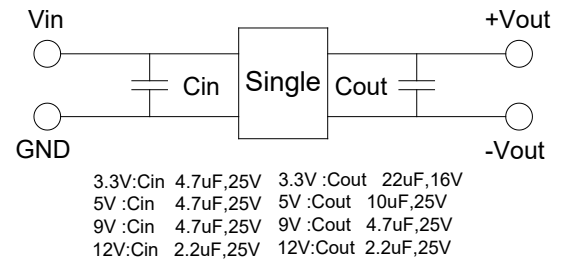 Vin +Vout
Cin Single Cout
GND -Vout
3.3V:Cin 4.7uF,25V 3.3V :Cout 22uF,16V
5V :Cin 4.7uF,25V 5V :Cout 10uF,25V
9V :Cin 4.7uF,25V 9V :Cout 4.7uF,25V
12V:Cin 2.2uF,25V 12V:Cout 2.2uF,25V